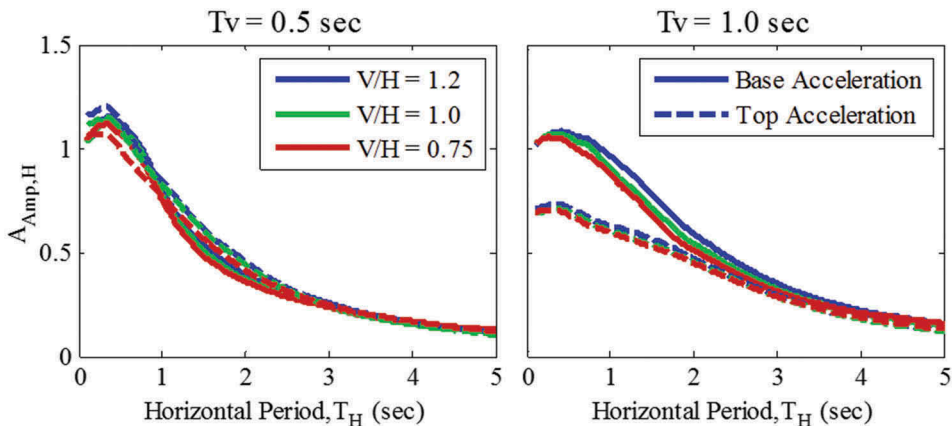 Tv = 0.5 sec
Tv = 1.0 sec
A Amp,H
1.5
1
0.5
0
V/H = 1.2
V/H = 1.0
V/H = 0.75
Base Acceleration
Top Acceleration
0 1 2 3 4 5
0 1 2 3 4 5
Horizontal Period, TH (sec)
Horizontal Period, TH (sec)